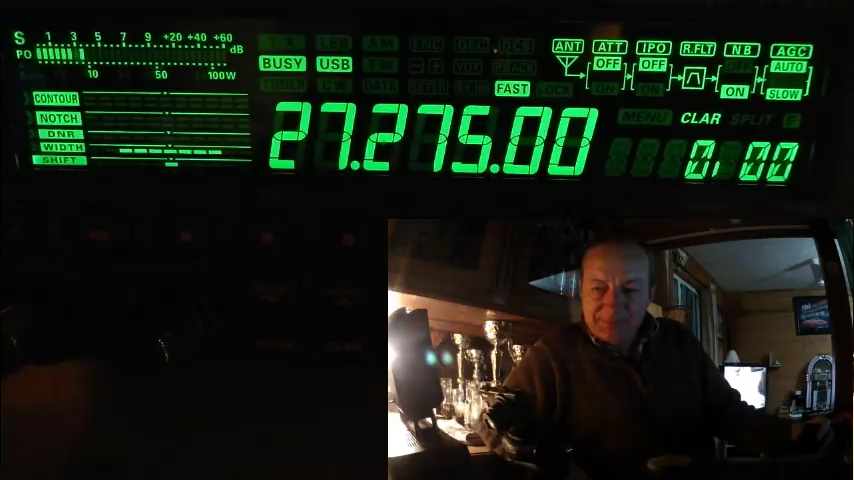 S 1 3 5 7 9 +20 +40 +60 dB
PO 10 50 100W
BUSY USB
FAST
ANT ATT IPO R.FLT NB AGC
OFF OFF AUTO
ON SLOW
CONTOUR
NOTCH
DNR
WIDTH
SHIFT
MENU CLAR SPLIT
27.275.00
0.00